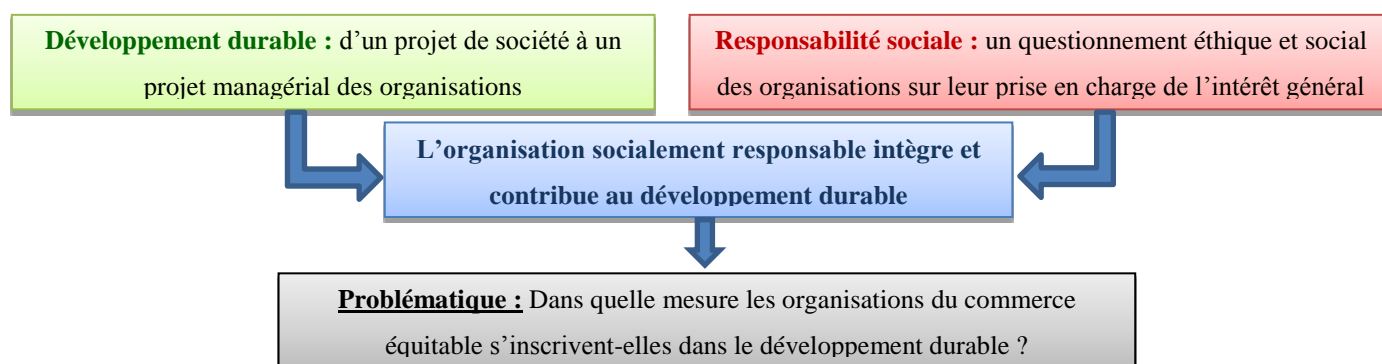 Développement durable : d’un projet de société à un
projet managérial des organisations
Responsabilité sociale : un questionnement éthique et social
des organisations sur leur prise en charge de l’intérêt général
L’organisation socialement responsable intègre et
contribue au développement durable
Problématique : Dans quelle mesure les organisations du commerce
équitable s’inscrivent-elles dans le développement durable ?